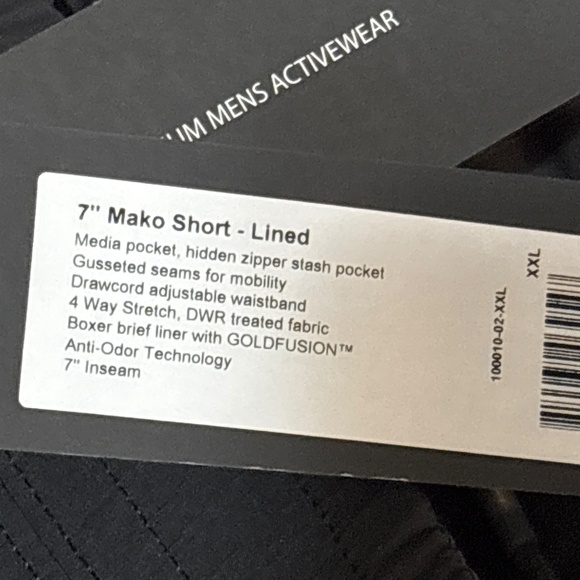 MENS ACTIVEWEAR
7" Mako Short - Lined
Media pocket, hidden zipper stash pocket
Gusseted seams for mobility
Drawcord adjustable waistband
4 Way Stretch, DWR treated fabric
Boxer brief liner with GOLDFUSION™
Anti-Odor Technology
7" Inseam
100010-02-XXL
XXL